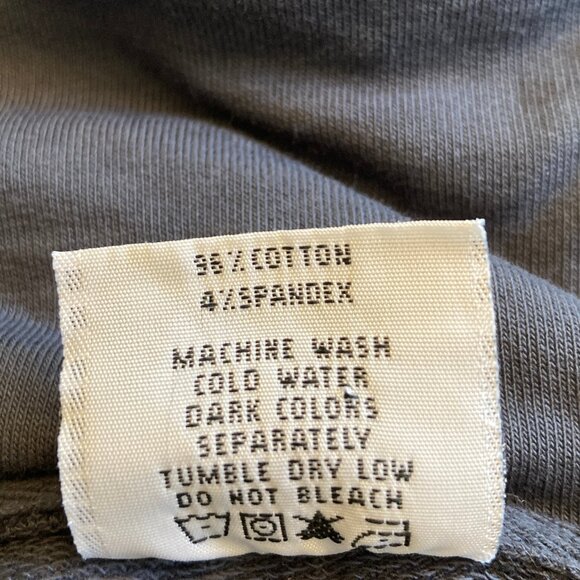 96% COTTON
4% SPANDEX
MACHINE WASH
COLD WATER
DARK COLORS
SEPARATELY
TUMBLE DRY LOW
DO NOT BLEACH